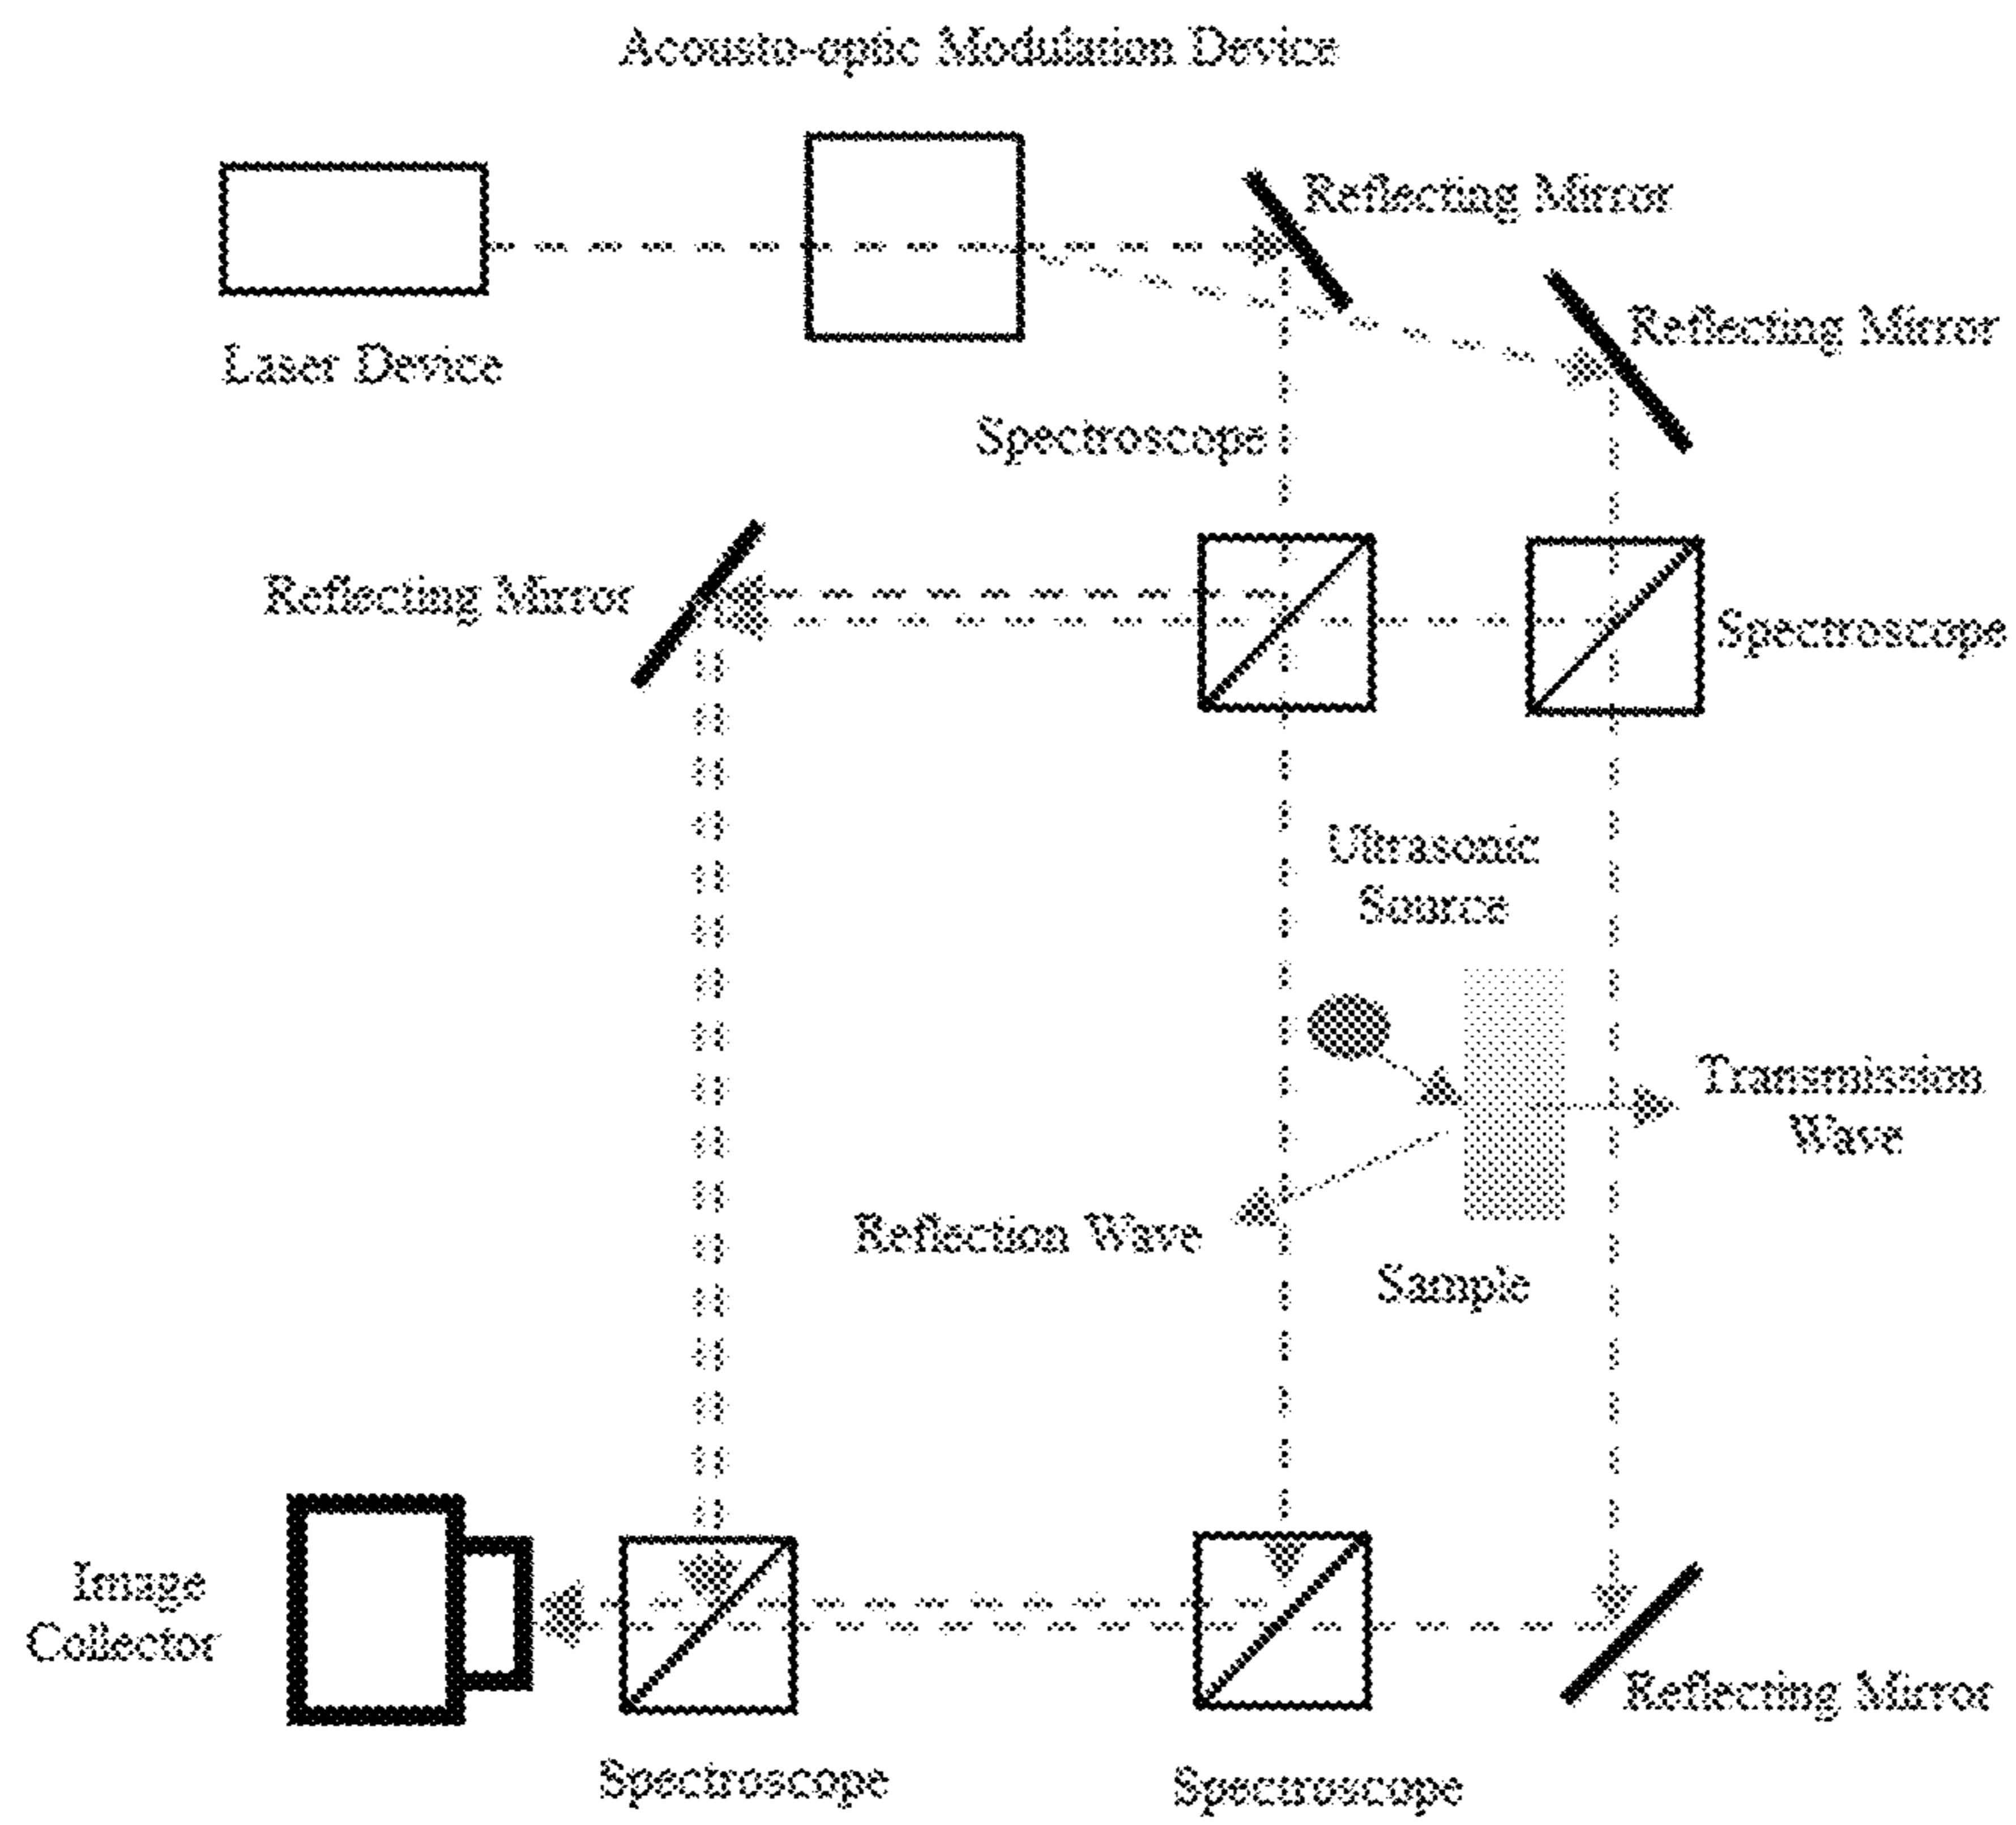 Acousto-optic Modulation Device
Reflecting Mirror
Reflecting Mirror
Laser Device
Spectroscope
Reflecting Mirror
Spectroscope
Ultrasonic
Source
Transmission
Wave
Reflection Wave
Sample
Image
Collector
Reflecting Mirror
Spectroscope
Spectroscope